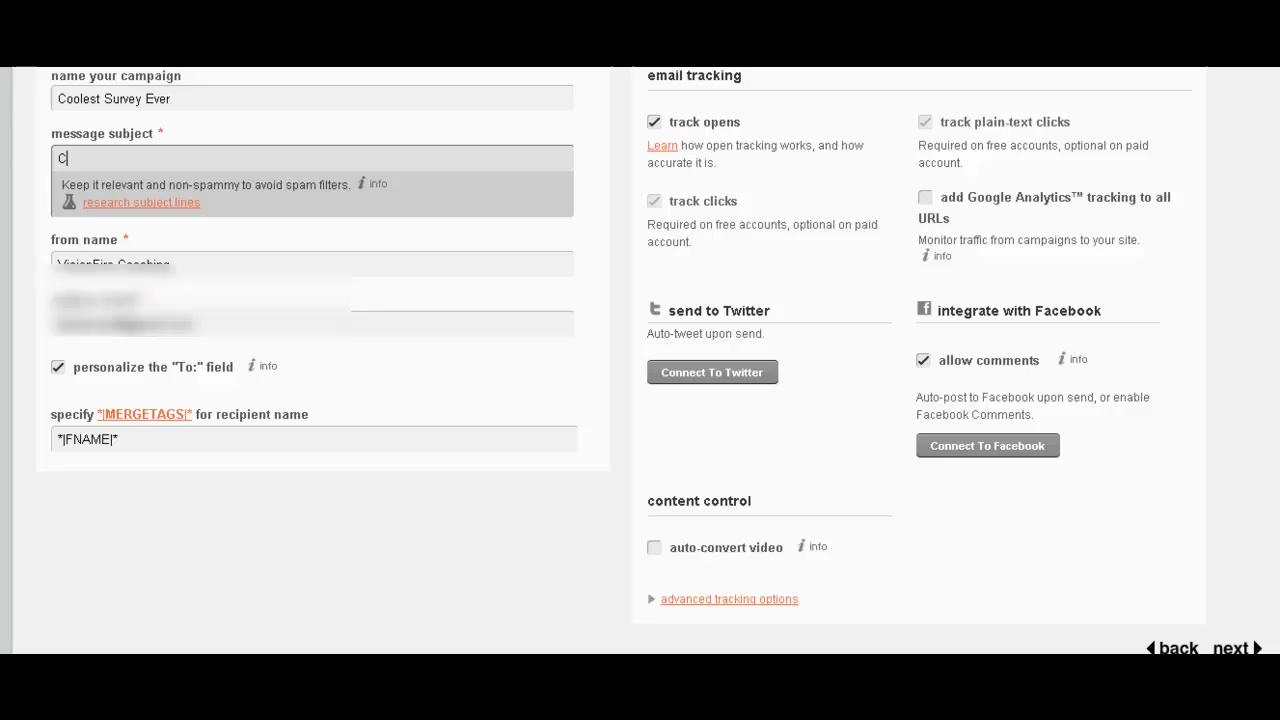 name your campaign
Coolest Survey Ever
message subject *
C
Keep it relevant and non-spammy to avoid spam filters. i info
research subject lines
from name *
VisionFire Coaching
personalize the "To:" field i info
specify *|MERGETAGS|* for recipient name
*|FNAME|*
email tracking
track opens
Learn how open tracking works, and how
accurate it is.
track clicks
Required on free accounts, optional on paid
account.
track plain-text clicks
Required on free accounts, optional on paid
account.
add Google Analytics™ tracking to all
URLs
Monitor traffic from campaigns to your site.
i info
send to Twitter
Auto-tweet upon send.
Connect To Twitter
integrate with Facebook
allow comments i info
Auto-post to Facebook upon send, or enable
Facebook Comments.
Connect To Facebook
content control
auto-convert video i info
advanced tracking options
back next